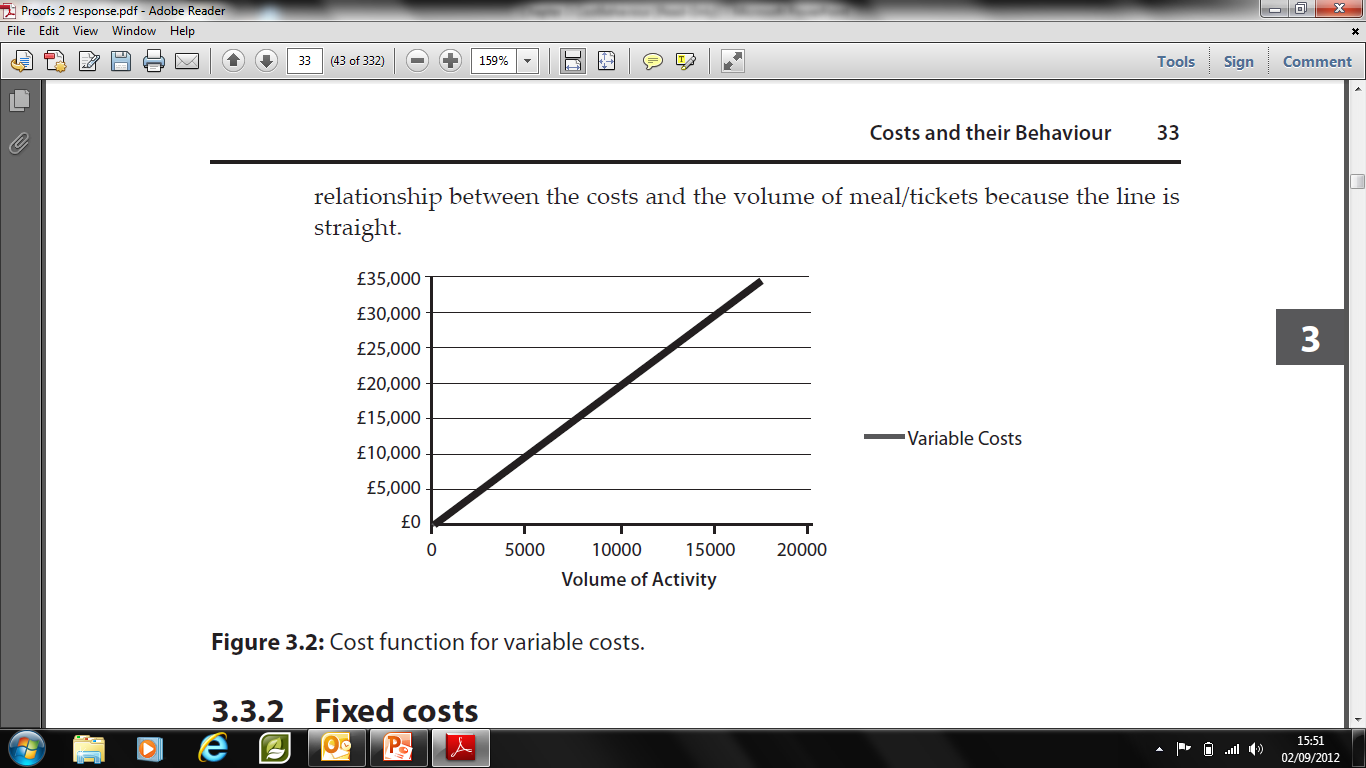 Proofs 2 response.pdf - Adobe Reader
File Edit View Window Help
33 (43 of 332) 159% Tools Sign Comment
Costs and their Behaviour 33
relationship between the costs and the volume of meal/tickets because the line is
straight.
£35,000
£30,000
£25,000
£20,000
£15,000
£10,000
£5,000
£0
0 5000 10000 15000 20000
Volume of Activity
Variable Costs
3
Figure 3.2: Cost function for variable costs.
3.3.2 Fixed costs
15:51
02/09/2012